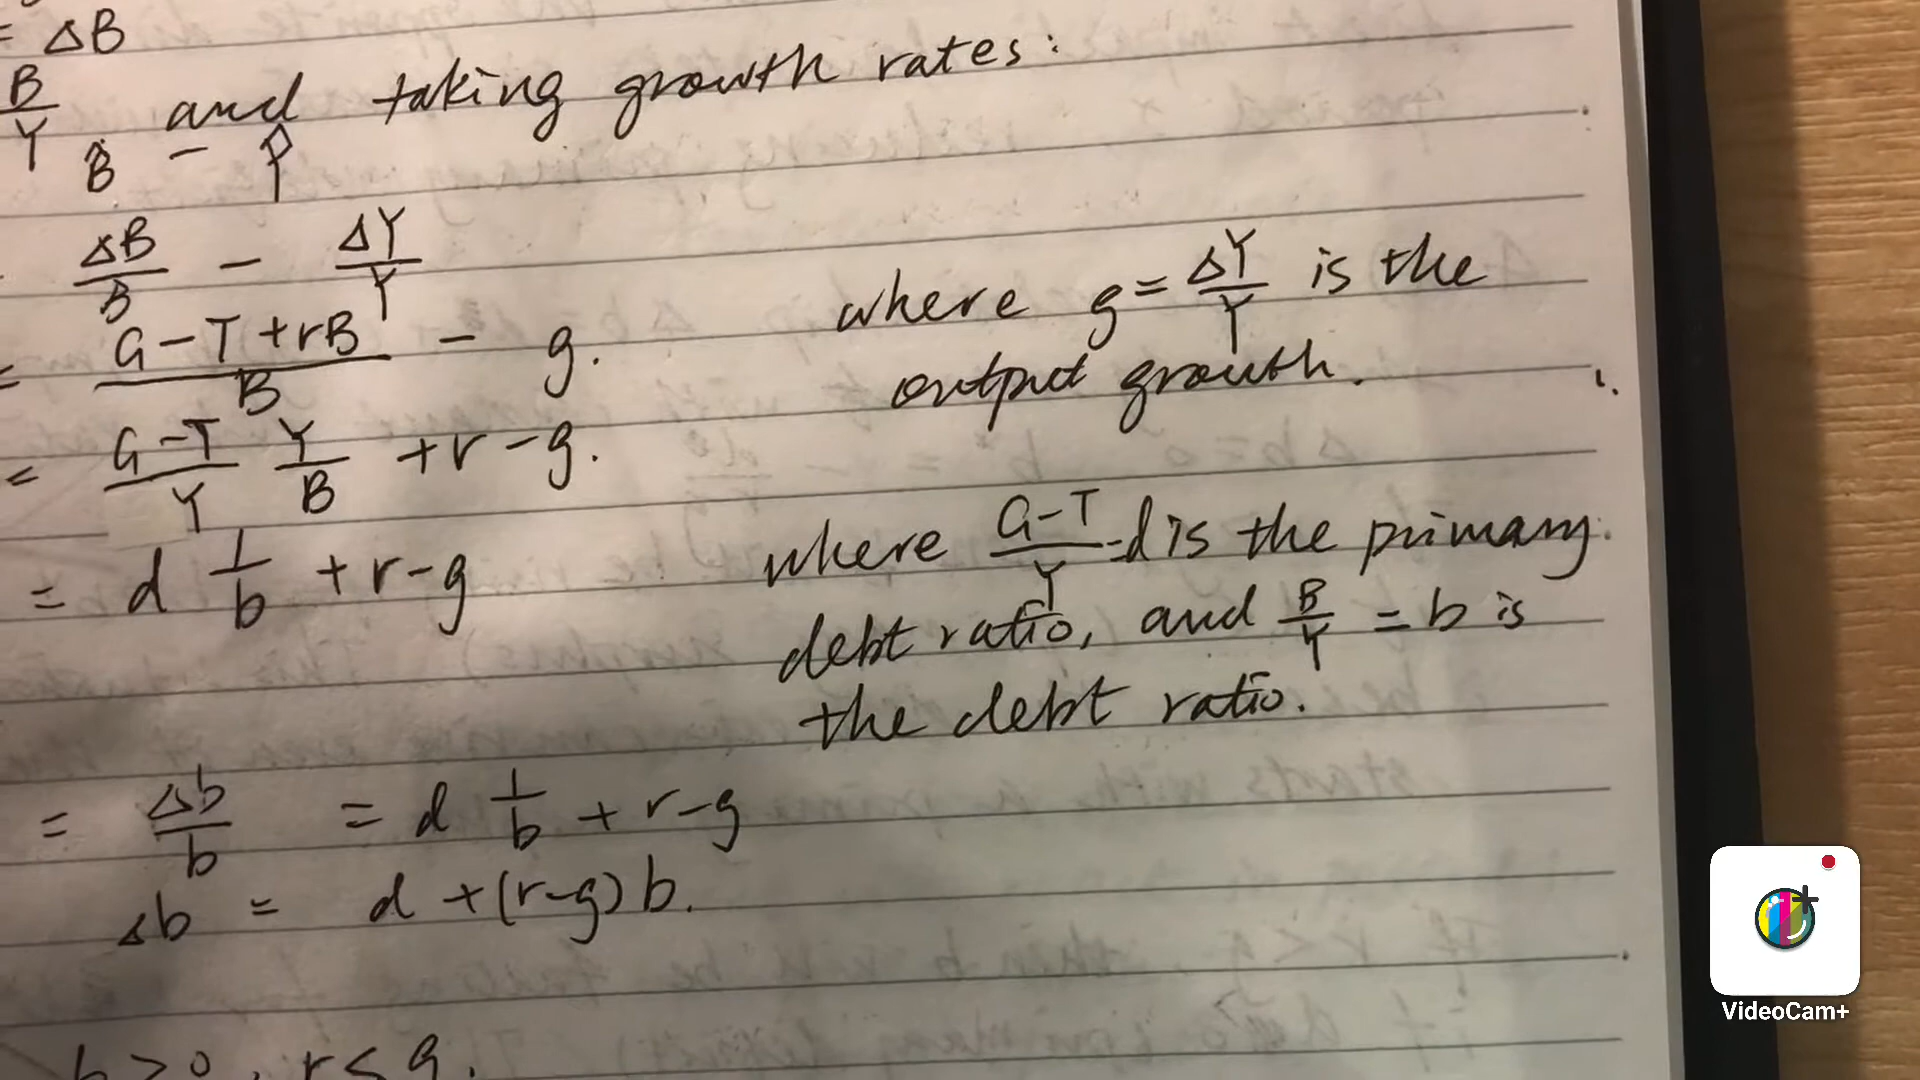 = ΔB
B/Y and taking growth rates:
B̂ - Ŷ
ΔB/B - ΔY/Y
where g = ΔY/Y is the
= (G-T+rB)/B - g.
output growth.
= (G-T)/Y Y/B + r-g.
where (G-T)/Y = d is the primary
= d 1/b + r-g
debt ratio, and B/Y = b is
the debt ratio.
= Δb/b = d 1/b + r-g
Δb = d + (r-g)b.
b>0, r<g.
VideoCam+